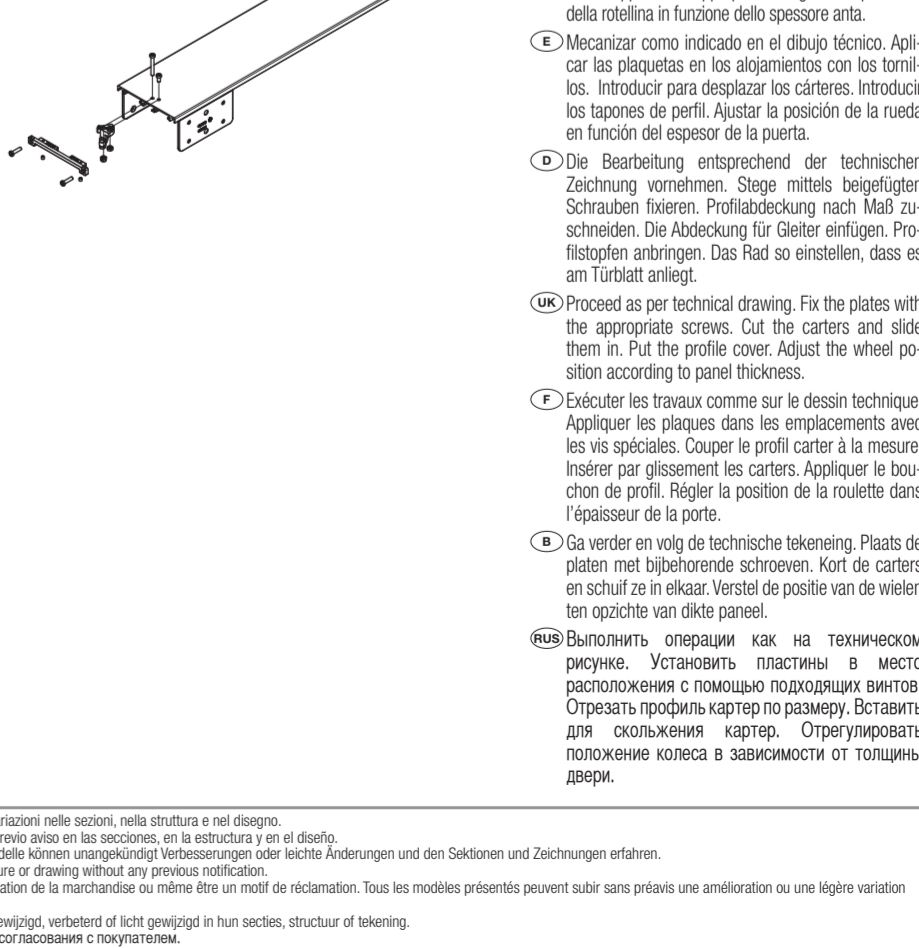 della rotellina in funzione dello spessore anta.
E Mecanizar como indicado en el dibujo técnico. Apli-
car las plaquetas en los alojamientos con los tornil-
los. Introducir para desplazar los cárteres. Introducir
los tapones de perfil. Ajustar la posición de la rueda
en función del espesor de la puerta.
D Die Bearbeitung entsprechend der technischen
Zeichnung vornehmen. Stege mittels beigefügten
Schrauben fixieren. Profilabdeckung nach Maß zu-
schneiden. Die Abdeckung für Gleiter einfügen. Pro-
filstopfen anbringen. Das Rad so einstellen, dass es
am Türblatt anliegt.
UK Proceed as per technical drawing. Fix the plates with
the appropriate screws. Cut the carters and slide
them in. Put the profile cover. Adjust the wheel po-
sition according to panel thickness.
F Exécuter les travaux comme sur le dessin technique.
Appliquer les plaques dans les emplacements avec
les vis spéciales. Couper le profil carter à la mesure.
Insérer par glissement les carters. Appliquer le bou-
chon de profil. Régler la position de la roulette dans
l'épaisseur de la porte.
B Ga verder en volg de technische tekeneing. Plaats de
platen met bijbehorende schroeven. Kort de carters
en schuif ze in elkaar. Verstel de positie van de wielen
ten opzichte van dikte paneel.
RUS Выполнить операции как на техническом
рисунке. Установить пластины в место
расположения с помощью подходящих винтов.
Отрезать профиль картер по размеру. Вставить
для скольжения картер. Отрегулировать
положение колеса в зависимости от толщины
двери.
ariazioni nelle sezioni, nella struttura e nel disegno.
revio aviso en las secciones, en la estructura y en el diseño.
delle können unangekündigt Verbesserungen oder leichte Änderungen und den Sektionen und Zeichnungen erfahren.
ure or drawing without any previous notification.
ation de la marchandise ou même être un motif de réclamation. Tous les modèles présentés peuvent subir sans préavis une amélioration ou une légère variation
ewijzigd, verbeterd of licht gewijzigd in hun secties, structuur of tekening.
согласования с покупателем.